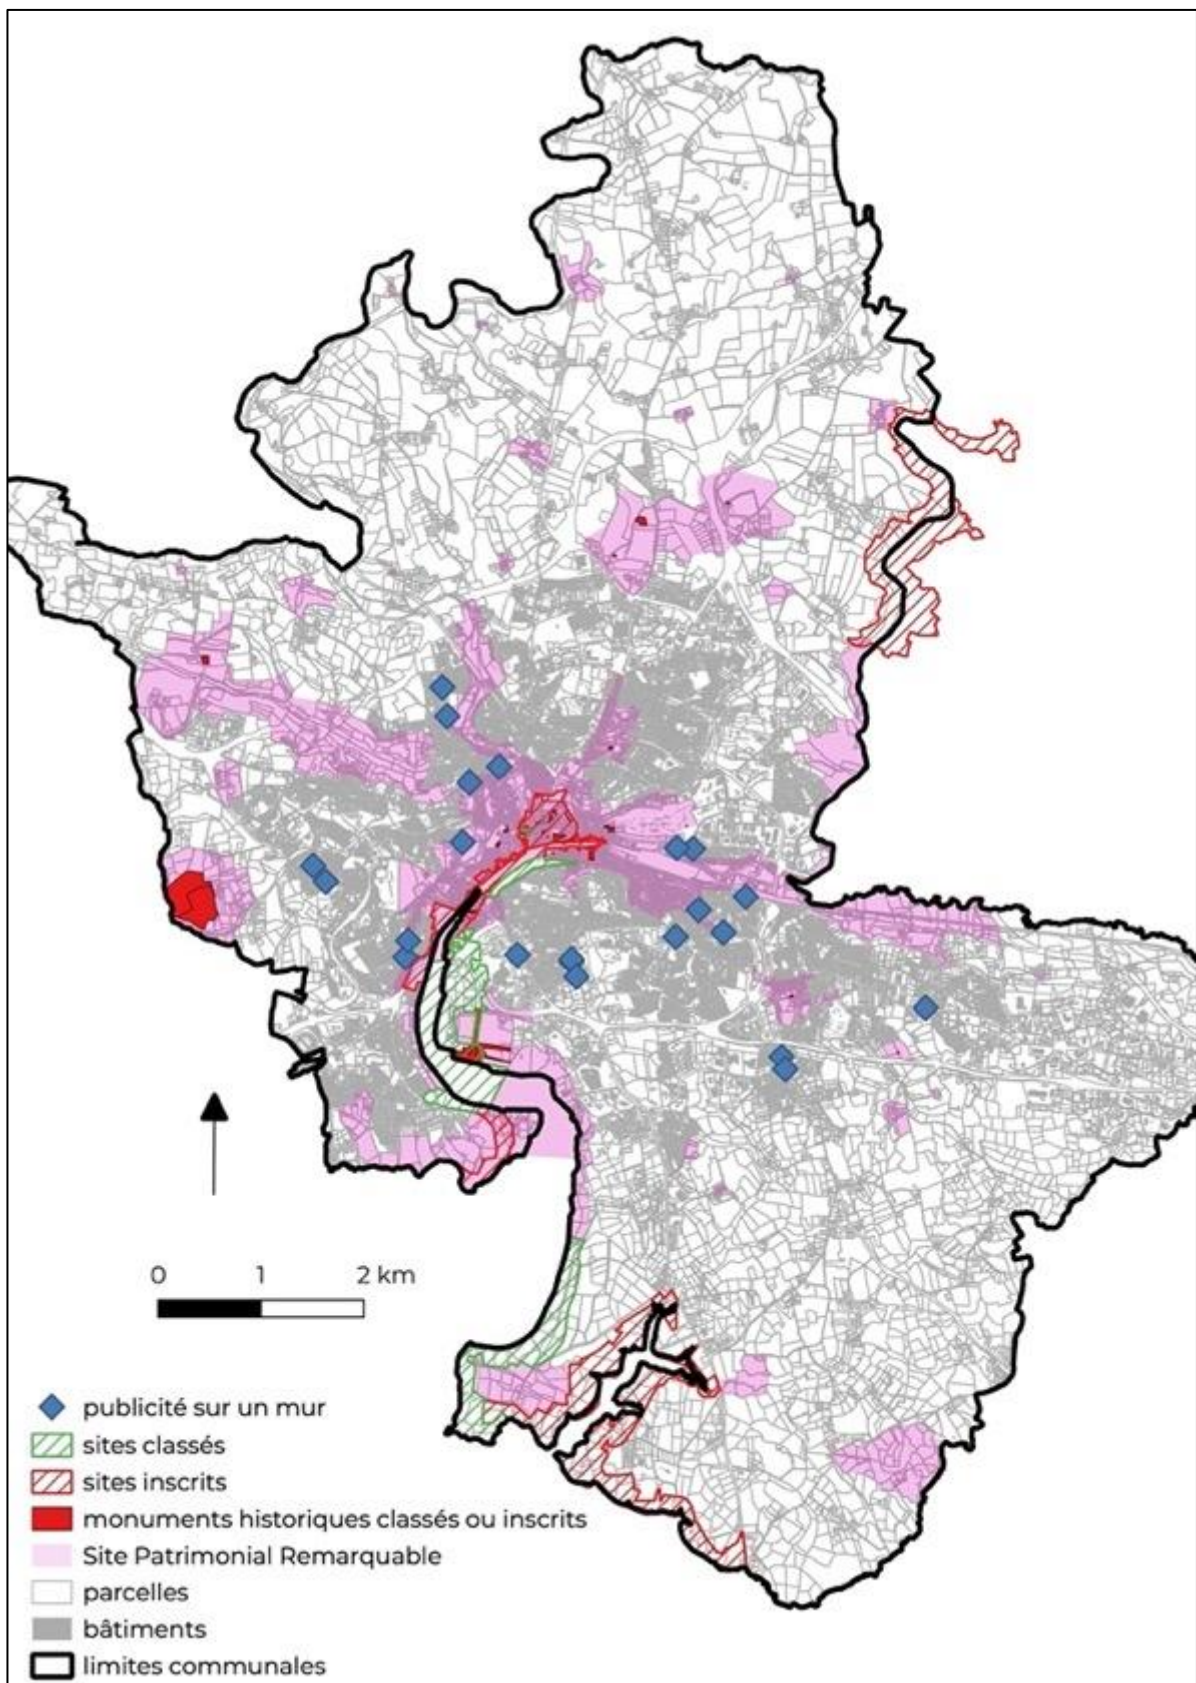 0 1 2 km
publicité sur un mur
sites classés
sites inscrits
monuments historiques classés ou inscrits
Site Patrimonial Remarquable
parcelles
bâtiments
limites communales